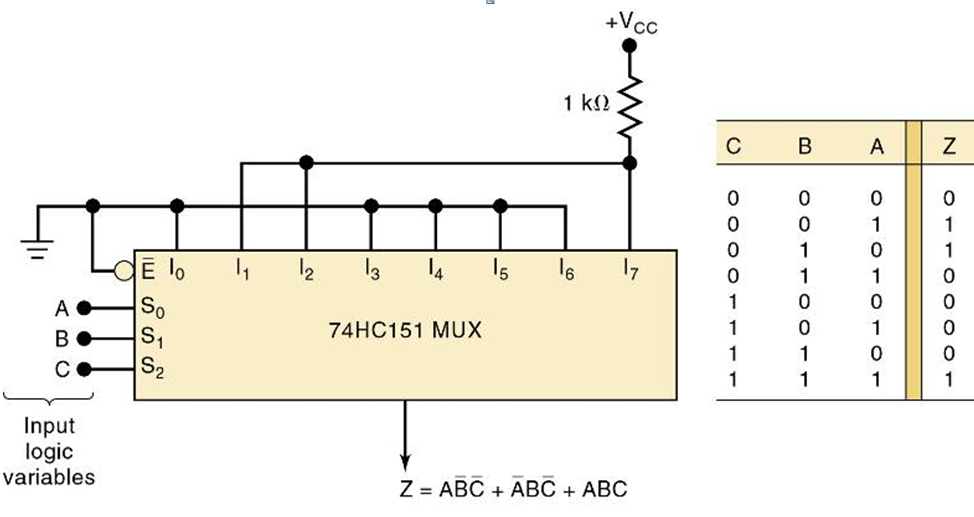 +V_CC
1 kΩ
E̅ I₀ I₁ I₂ I₃ I₄ I₅ I₆ I₇
A S₀
B S₁
C S₂
74HC151 MUX
Input
logic
variables
Z = AB̅C̅ + A̅BC̅ + ABC
C B A Z
0 0 0 0
0 0 1 1
0 1 0 1
0 1 1 0
1 0 0 0
1 0 1 0
1 1 0 0
1 1 1 1